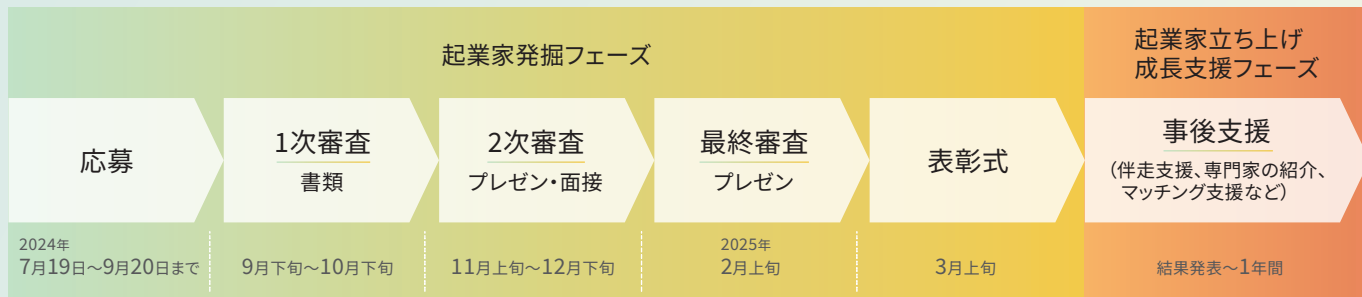 起業家発掘フェーズ
起業家立ち上げ
成長支援フェーズ
応募
1次審査
書類
2次審査
プレゼン・面接
最終審査
プレゼン
表彰式
事後支援
（伴走支援、専門家の紹介、
マッチング支援など）
2024年
7月19日～9月20日まで
9月下旬～10月下旬
11月上旬～12月下旬
2025年
2月上旬
3月上旬
結果発表～1年間